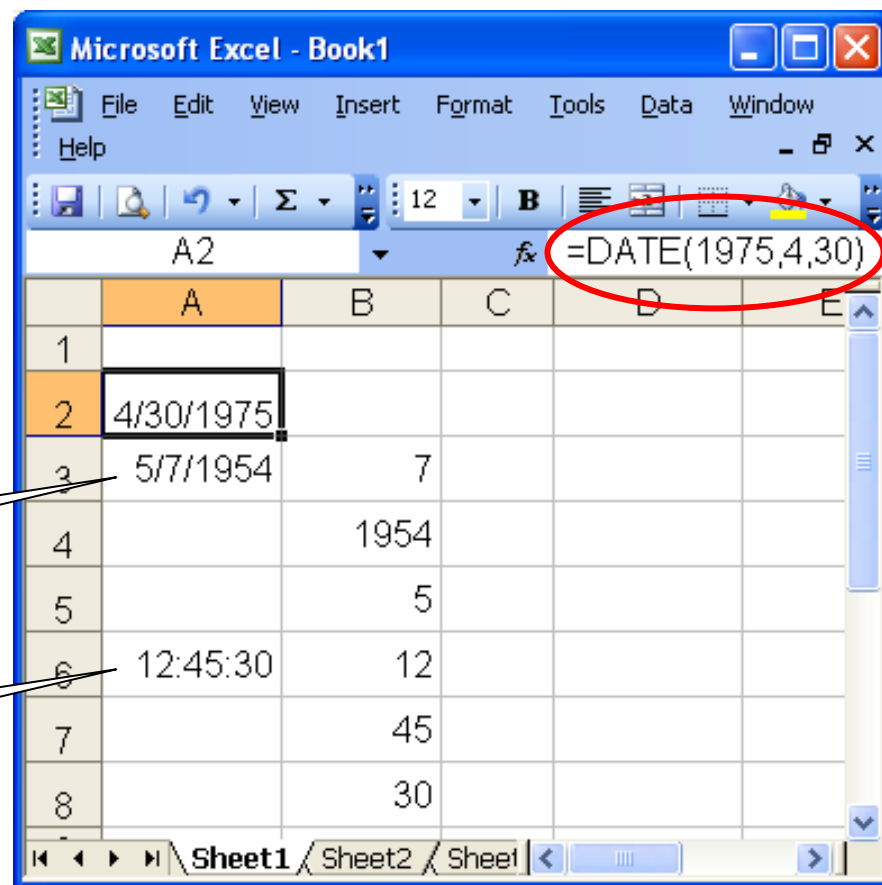 Microsoft Excel - Book1
File Edit View Insert Format Tools Data Window
Help
Σ 12 B
A2 fx =DATE(1975,4,30)
A B C D E
1
2 4/30/1975
3 5/7/1954 7
4 1954
5 5
6 12:45:30 12
7 45
8 30
Sheet1 Sheet2 Sheet